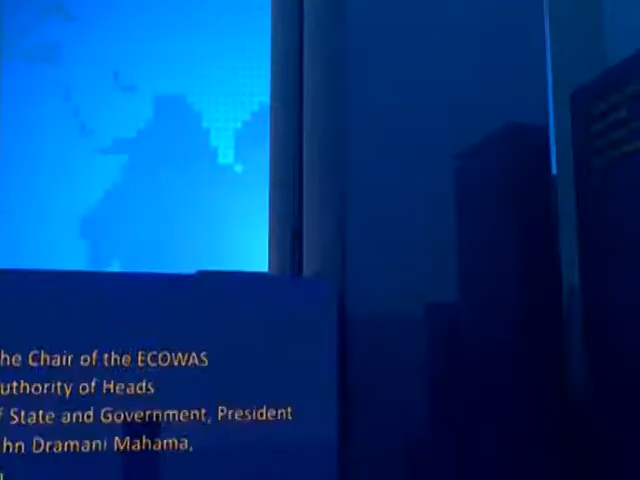 he Chair of the ECOWAS
uthority of Heads
f State and Government, President
hn Dramani Mahama,